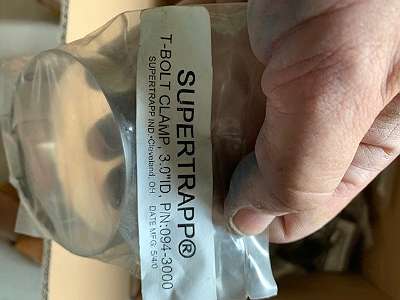 SUPERTRAPP®
T-BOLT CLAMP, 3.0"ID, P/N:094-3000
SUPERTRAPP IND.•Cleveland, OH DATE MFG: 5/40